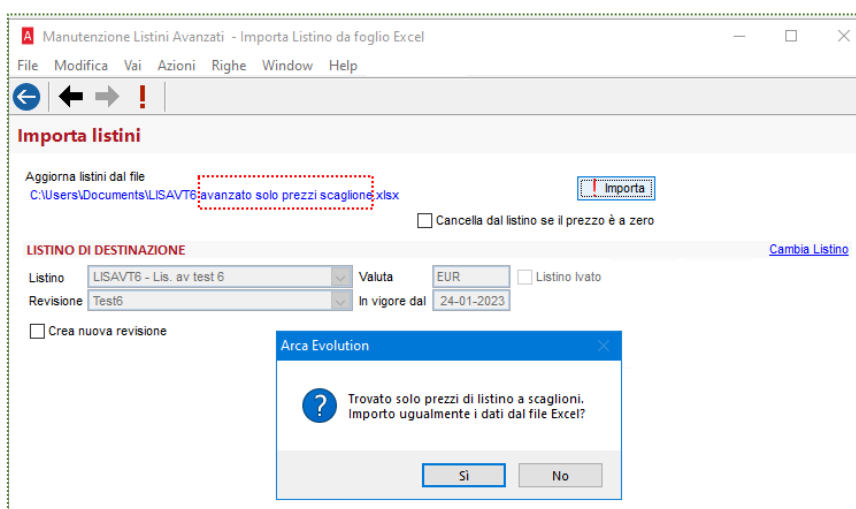 A Manutenzione Listini Avanzati - Importa Listino da foglio Excel
File Modifica Vai Azioni Righe Window Help
Importa listini
Aggiorna listini dal file
C:\Users\Documents\LISAVT6 avanzato solo prezzi scaglione.xlsx
Importa
Cancella dal listino se il prezzo è a zero
LISTINO DI DESTINAZIONE
Cambia Listino
Listino LISAVT6 - Lis. av test 6 Valuta EUR Listino Ivato
Revisione Test6 In vigore dal 24-01-2023
Crea nuova revisione
Arca Evolution
Trovato solo prezzi di listino a scaglioni.
Importo ugualmente i dati dal file Excel?
Sì No